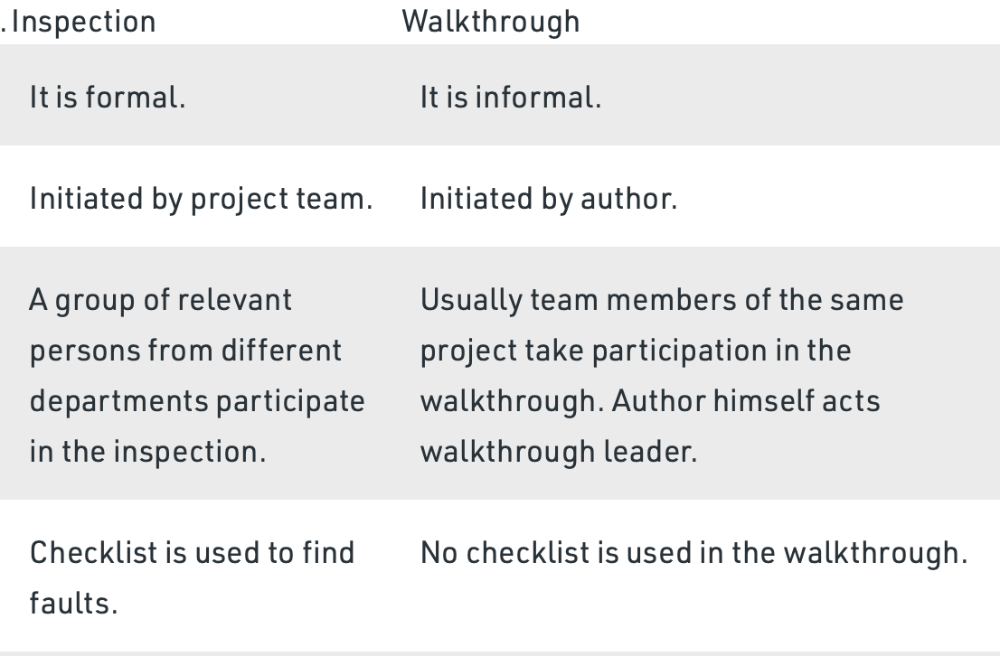 .Inspection Walkthrough
It is formal. It is informal.
Initiated by project team. Initiated by author.
A group of relevant
persons from different
departments participate
in the inspection.
Usually team members of the same
project take participation in the
walkthrough. Author himself acts
walkthrough leader.
Checklist is used to find
faults.
No checklist is used in the walkthrough.